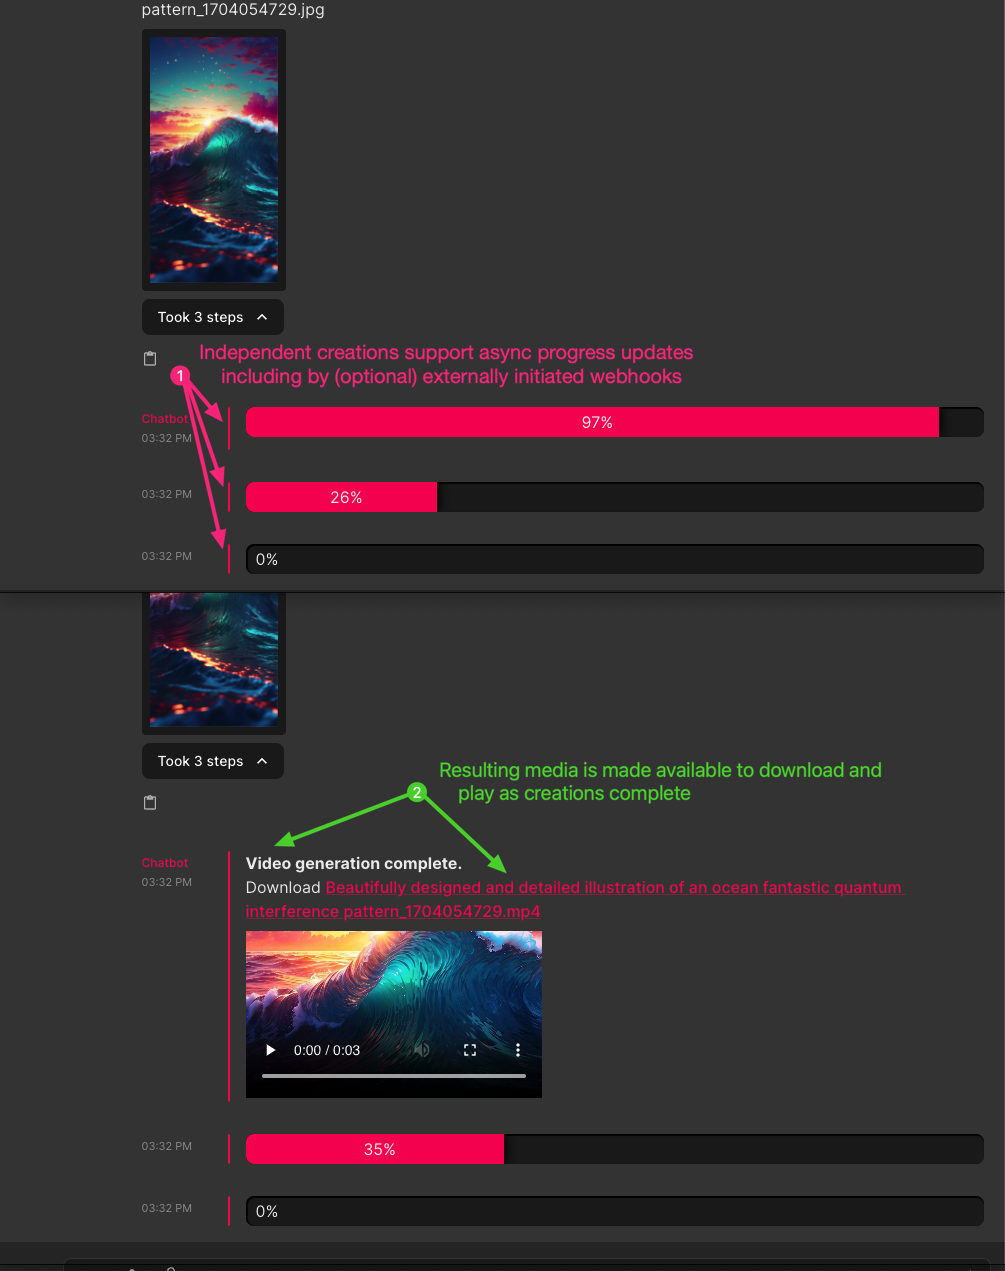 pattern_1704054729.jpg
Took 3 steps
Independent creations support async progress updates
including by (optional) externally initiated webhooks
1
Chatbot
03:32 PM
97%
03:32 PM
26%
03:32 PM
0%
Took 3 steps
Resulting media is made available to download and
2
play as creations complete
Chatbot
03:32 PM
Video generation complete.
Download Beautifully designed and detailed illustration of an ocean fantastic quantum
interference pattern_1704054729.mp4
0:00 / 0:03
03:32 PM
35%
03:32 PM
0%